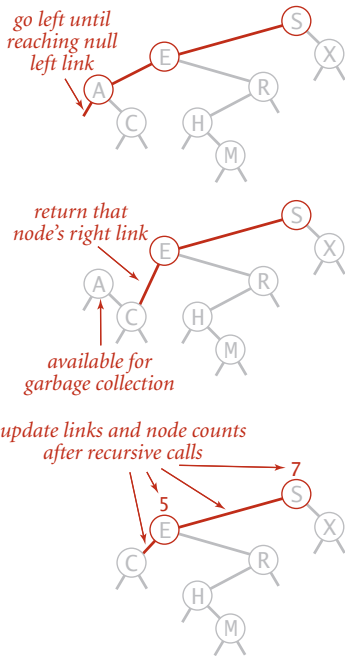 go left until
reaching null
left link
S
X
E
A
R
C
H
M
return that
node's right link
S
X
E
A
R
C
H
M
available for
garbage collection
update links and node counts
after recursive calls
7
5
S
E
X
C
R
H
M